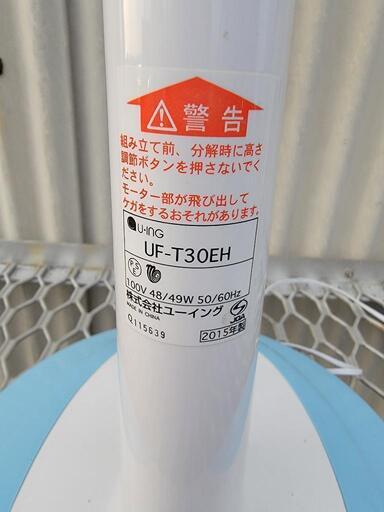 警告
組み立て前、分解時に高さ
調節ボタンを押さないでく
ださい。
モーター部が飛び出して
ケガをするおそれがあります。
U-ING
UF-T30EH
PSE
100V 48/49W 50/60Hz
株式会社ユーイング
MADE IN CHINA
JQA
Q115639
2015年製